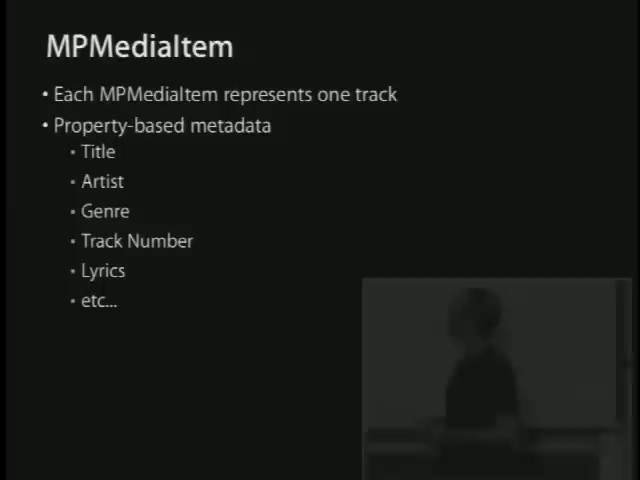 MPMediaItem
• Each MPMediaItem represents one track
• Property-based metadata
• Title
• Artist
• Genre
• Track Number
• Lyrics
• etc...